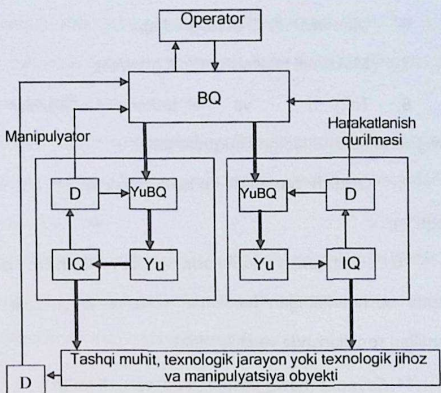 Operator
BQ
Manipulyator
Harakatlanish
qurilmasi
D
YuBQ
YuBQ
D
IQ
Yu
Yu
IQ
Tashqi muhit, texnologik jarayon yoki texnologik jihoz
va manipulyatsiya obyekti
D